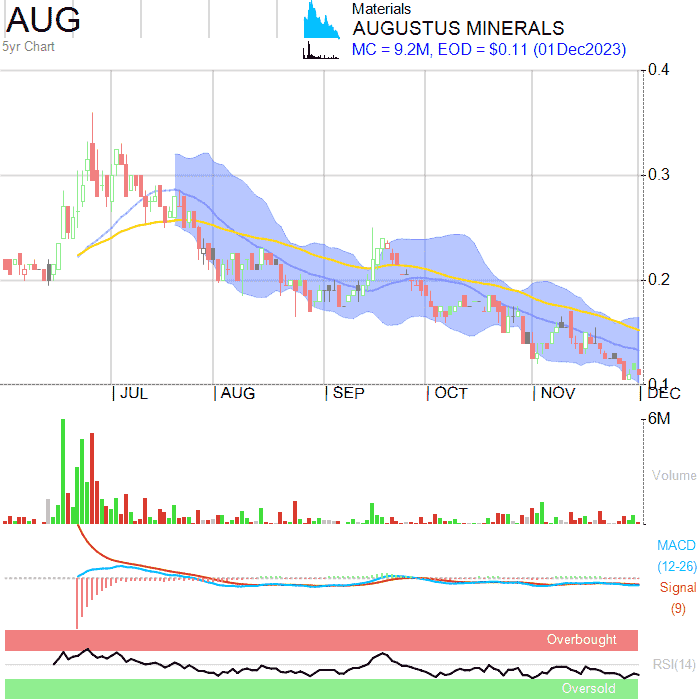 AUG
Materials
AUGUSTUS MINERALS
5yr Chart
MC = 9.2M, EOD = $0.11 (01Dec2023)
0.4
0.3
0.2
0.1
JUL AUG SEP OCT NOV DEC
6M
Volume
MACD
(12-26)
Signal
(9)
Overbought
RSI(14)
Oversold